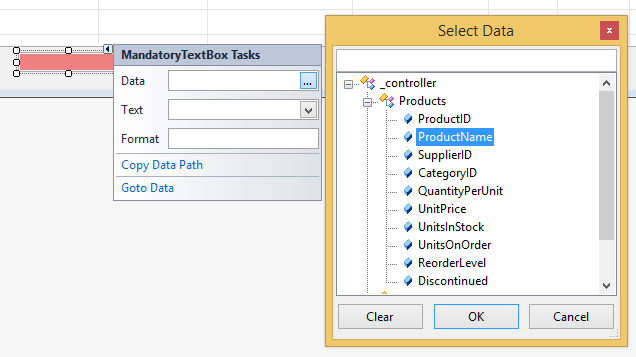 MandatoryTextBox Tasks
Data
...
Text
Format
Copy Data Path
Goto Data
Select Data
x
_controller
Products
ProductID
ProductName
SupplierID
CategoryID
QuantityPerUnit
UnitPrice
UnitsInStock
UnitsOnOrder
ReorderLevel
Discontinued
Clear
OK
Cancel